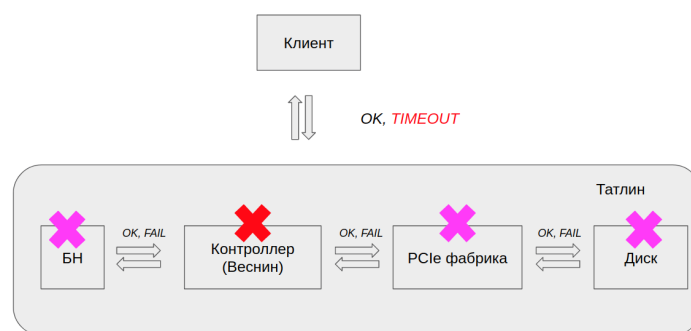 Клиент
OK, TIMEOUT
Татлин
OK, FAIL
OK, FAIL
OK, FAIL
БН
Контроллер
(Веснин)
PCIe фабрика
Диск